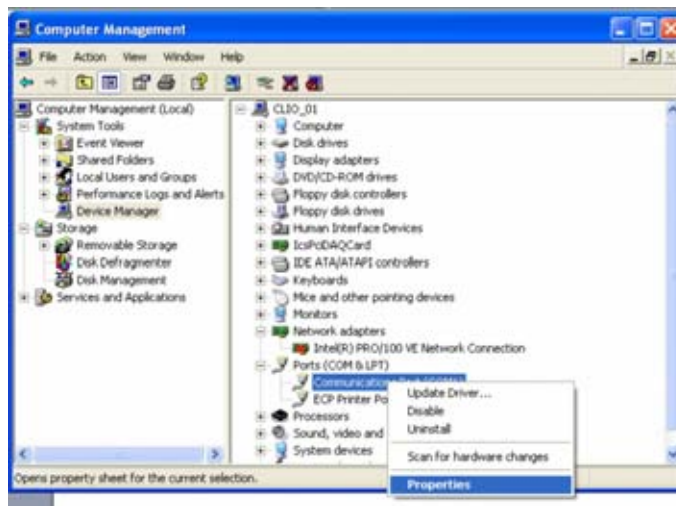 Computer Management
File Action View Window Help
Computer Management (Local)
System Tools
Event Viewer
Shared Folders
Local Users and Groups
Performance Logs and Alerts
Device Manager
Storage
Removable Storage
Disk Defragmenter
Disk Management
Services and Applications
CLIO_01
Computer
Disk drives
Display adapters
DVD/CD-ROM drives
Floppy disk controllers
Floppy disk drives
Human Interface Devices
IcsPoDAQCard
IDE ATA/ATAPI controllers
Keyboards
Mice and other pointing devices
Monitors
Network adapters
Intel(R) PRO/100 VE Network Connection
Ports (COM & LPT)
Communications
ECP Printer Po
Processors
Sound, video and
System devices
Update Driver...
Disable
Uninstall
Scan for hardware changes
Properties
Opens property sheet for the current selection.